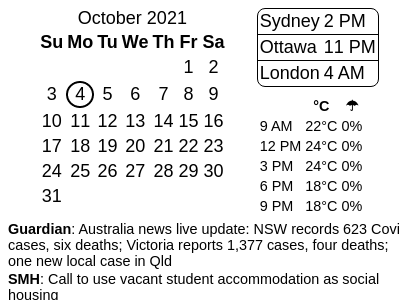 October 2021
Su Mo Tu We Th Fr Sa
1 2
3 4 5 6 7 8 9
10 11 12 13 14 15 16
17 18 19 20 21 22 23
24 25 26 27 28 29 30
31
Sydney 2 PM
Ottawa 11 PM
London 4 AM
°C ☂
9 AM 22°C 0%
12 PM 24°C 0%
3 PM 24°C 0%
6 PM 18°C 0%
9 PM 18°C 0%
Guardian: Australia news live update: NSW records 623 Covi
cases, six deaths; Victoria reports 1,377 cases, four deaths;
one new local case in Qld
SMH: Call to use vacant student accommodation as social
housing